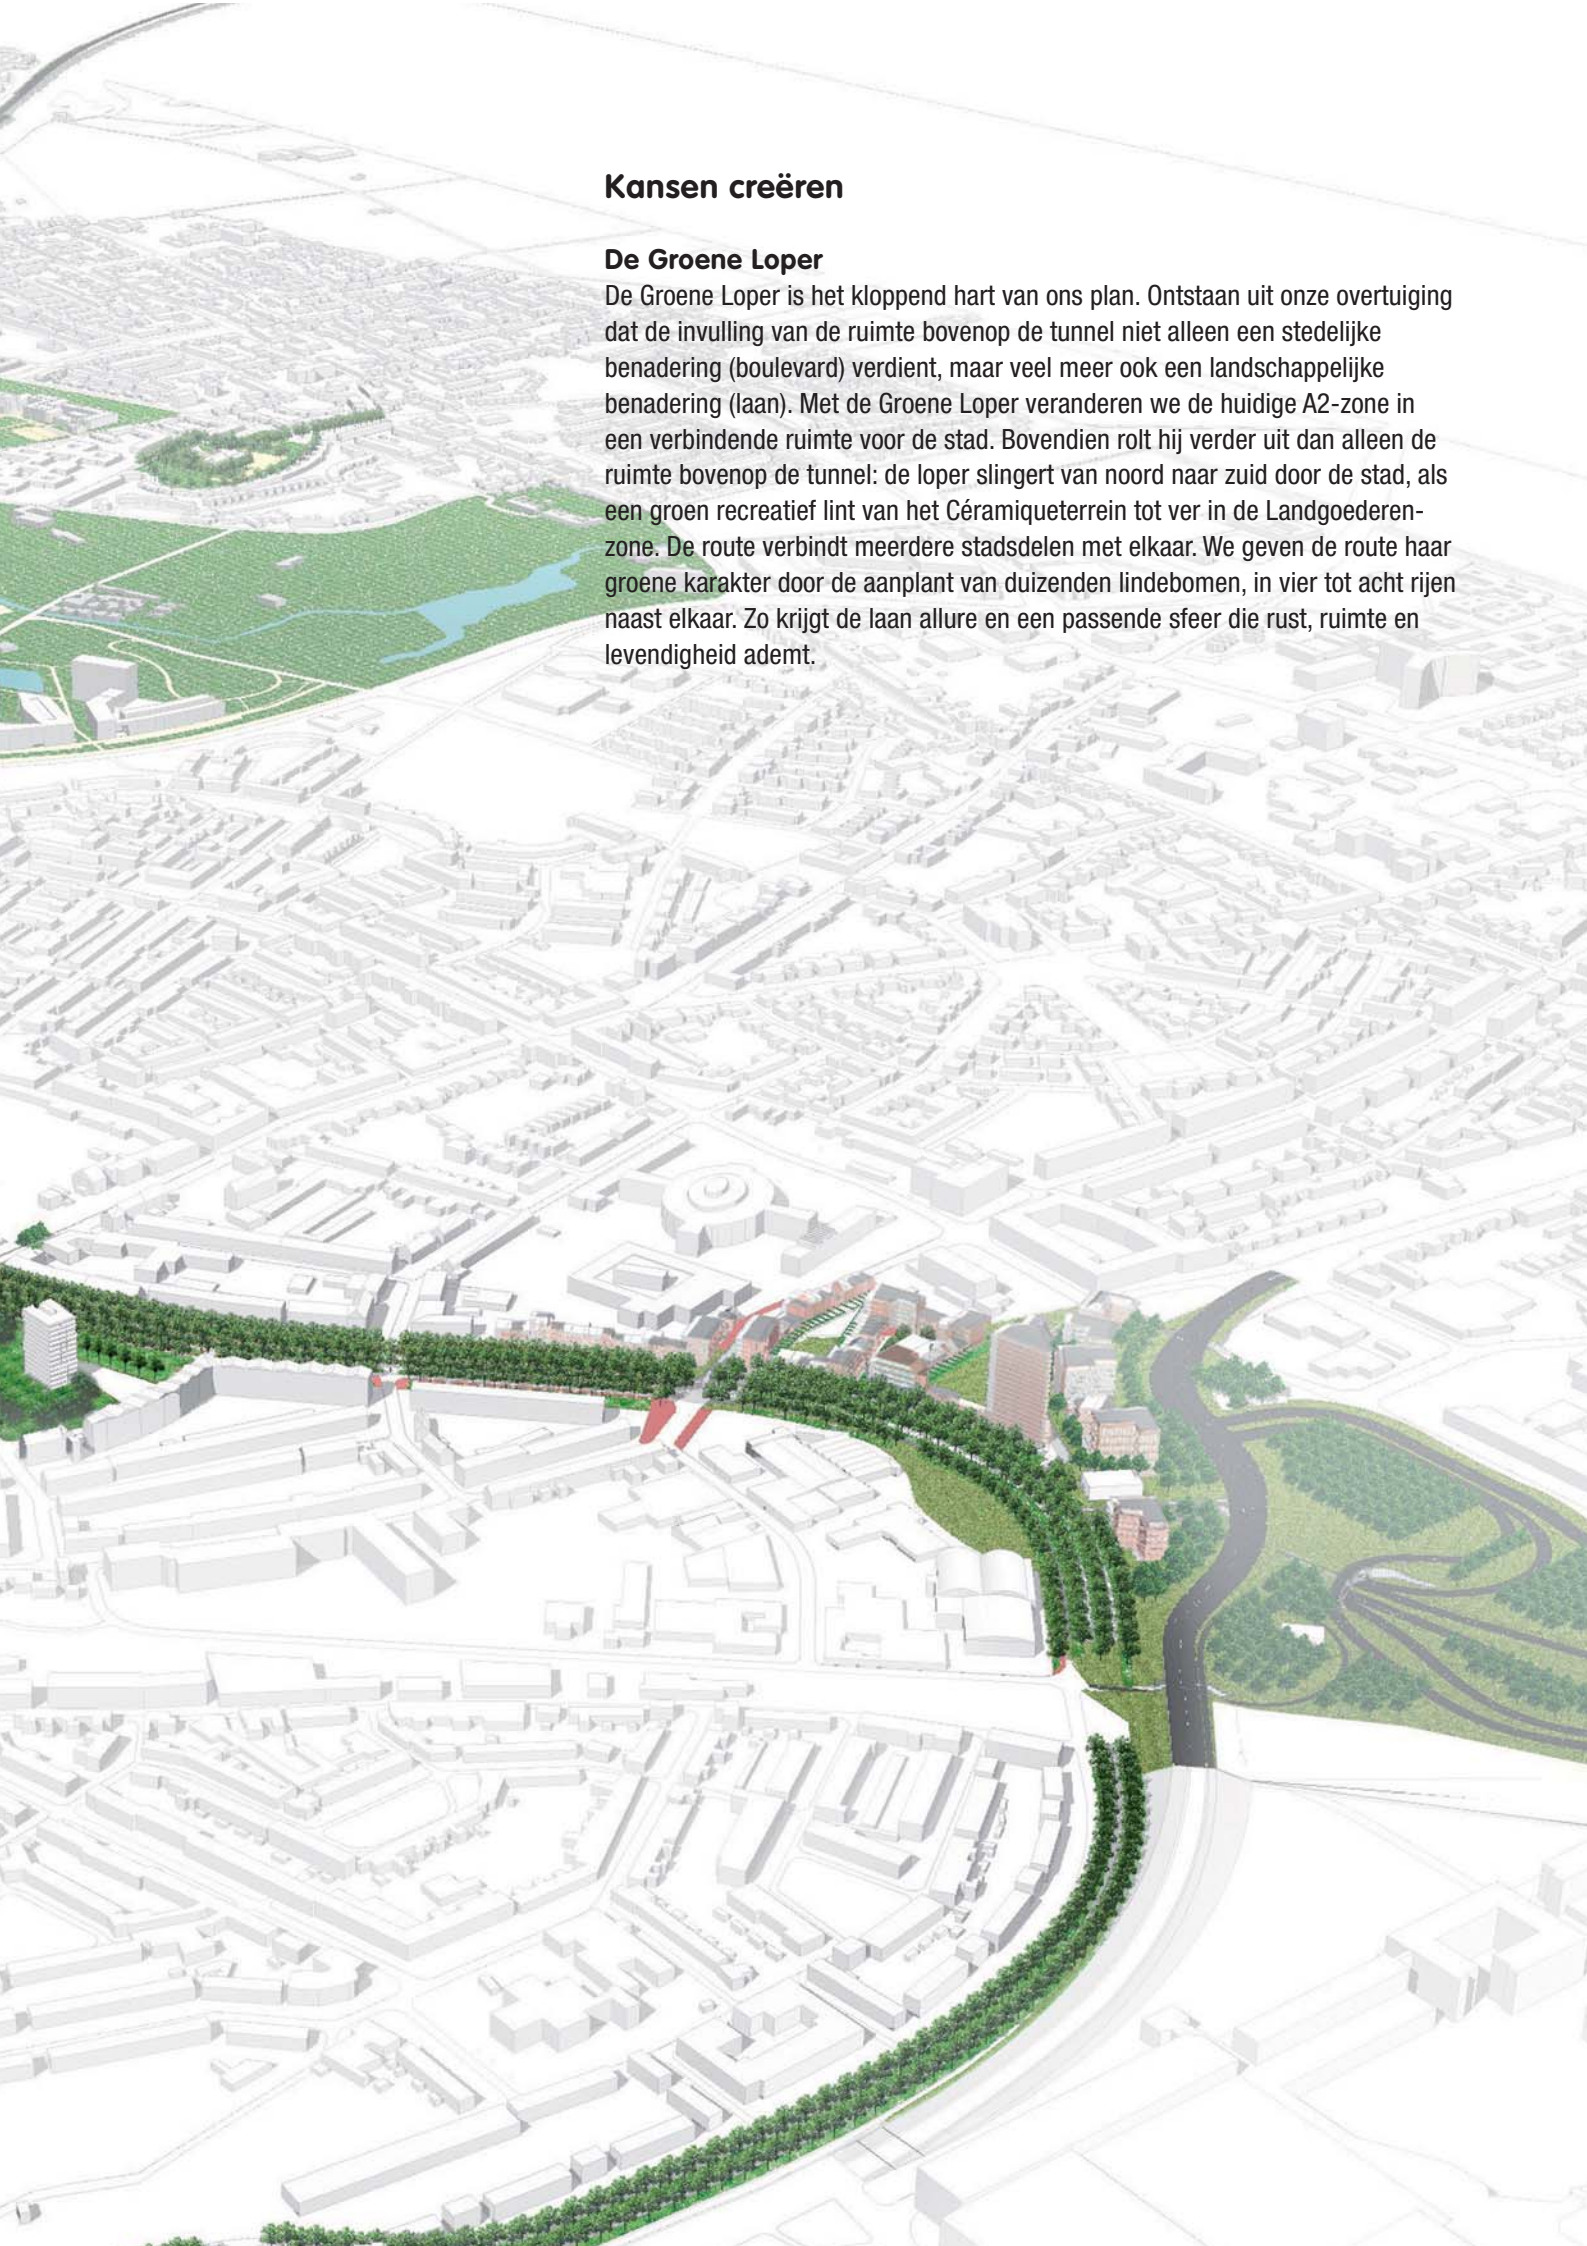 Kansen creëren
De Groene Loper
De Groene Loper is het kloppend hart van ons plan. Ontstaan uit onze overtuiging
dat de invulling van de ruimte bovenop de tunnel niet alleen een stedelijke
benadering (boulevard) verdient, maar veel meer ook een landschappelijke
benadering (laan). Met de Groene Loper veranderen we de huidige A2-zone in
een verbindende ruimte voor de stad. Bovendien rolt hij verder uit dan alleen de
ruimte bovenop de tunnel: de loper slingert van noord naar zuid door de stad, als
een groen recreatief lint van het Céramiqueterrein tot ver in de Landgoederen-
zone. De route verbindt meerdere stadsdelen met elkaar. We geven de route haar
groene karakter door de aanplant van duizenden lindebomen, in vier tot acht rijen
naast elkaar. Zo krijgt de laan allure en een passende sfeer die rust, ruimte en
levendigheid ademt.